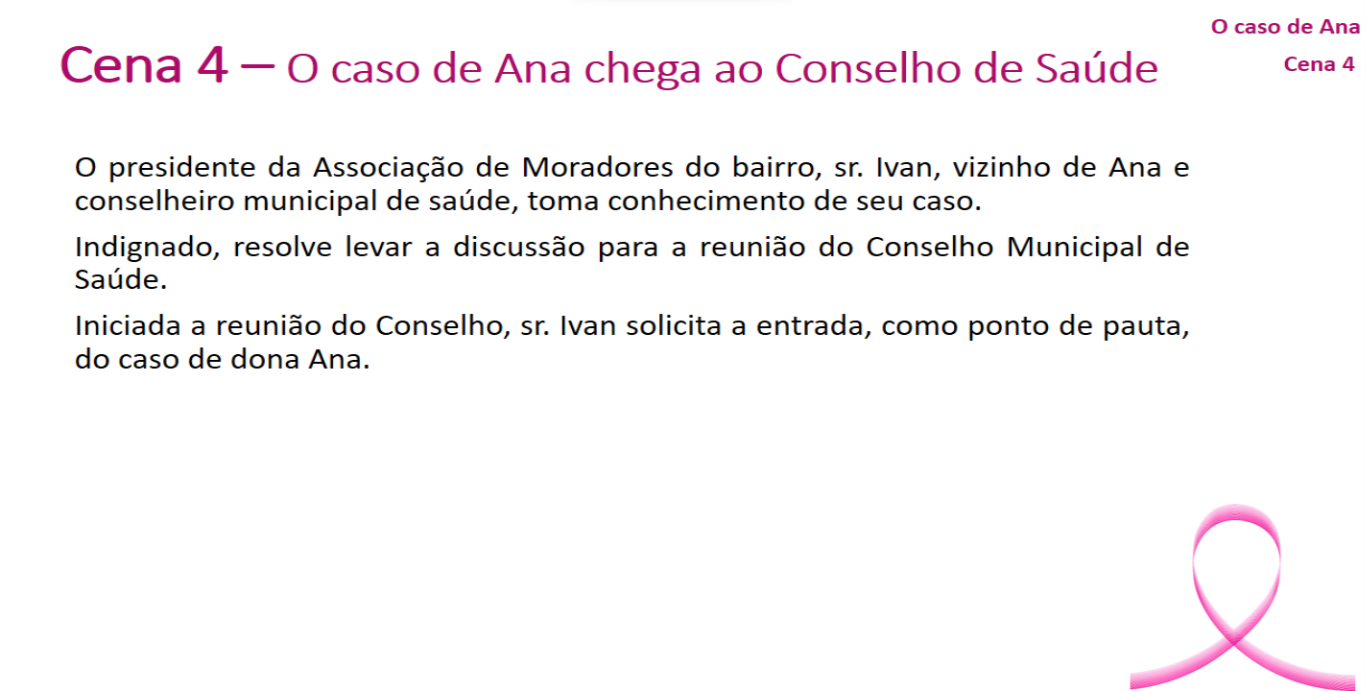 O caso de Ana
Cena 4
Cena 4 – O caso de Ana chega ao Conselho de Saúde
O presidente da Associação de Moradores do bairro, sr. Ivan, vizinho de Ana e
conselheiro municipal de saúde, toma conhecimento de seu caso.
Indignado, resolve levar a discussão para a reunião do Conselho Municipal de
Saúde.
Iniciada a reunião do Conselho, sr. Ivan solicita a entrada, como ponto de pauta,
do caso de dona Ana.